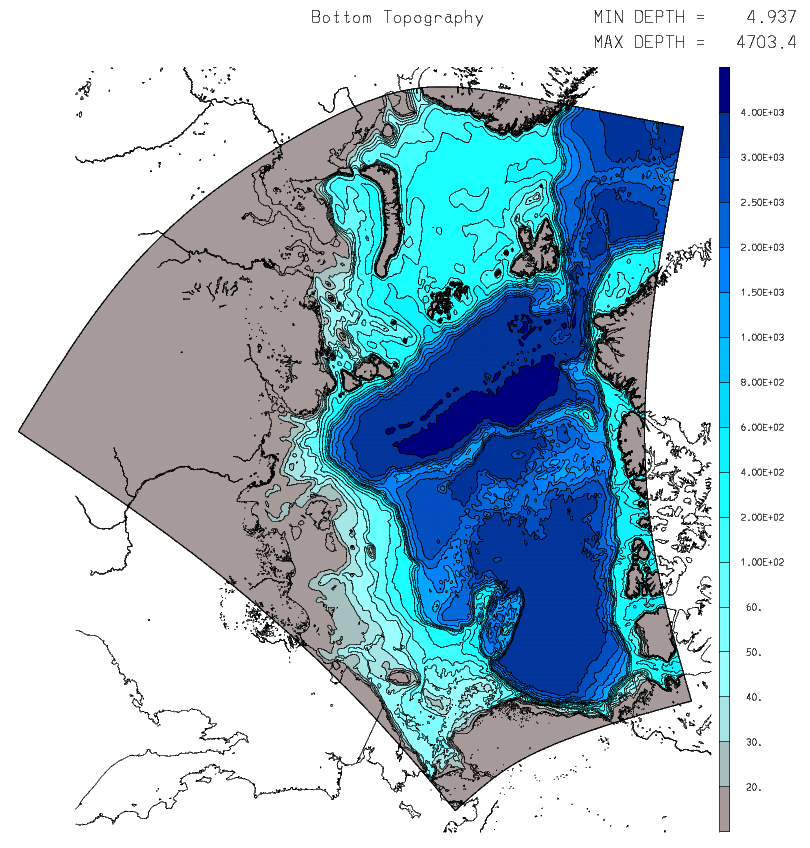 Bottom Topography MIN DEPTH = 4.937
MAX DEPTH = 4703.4
4.00E+03
3.00E+03
2.50E+03
2.00E+03
1.50E+03
1.00E+03
8.00E+02
6.00E+02
4.00E+02
2.00E+02
1.00E+02
60.
50.
40.
30.
20.